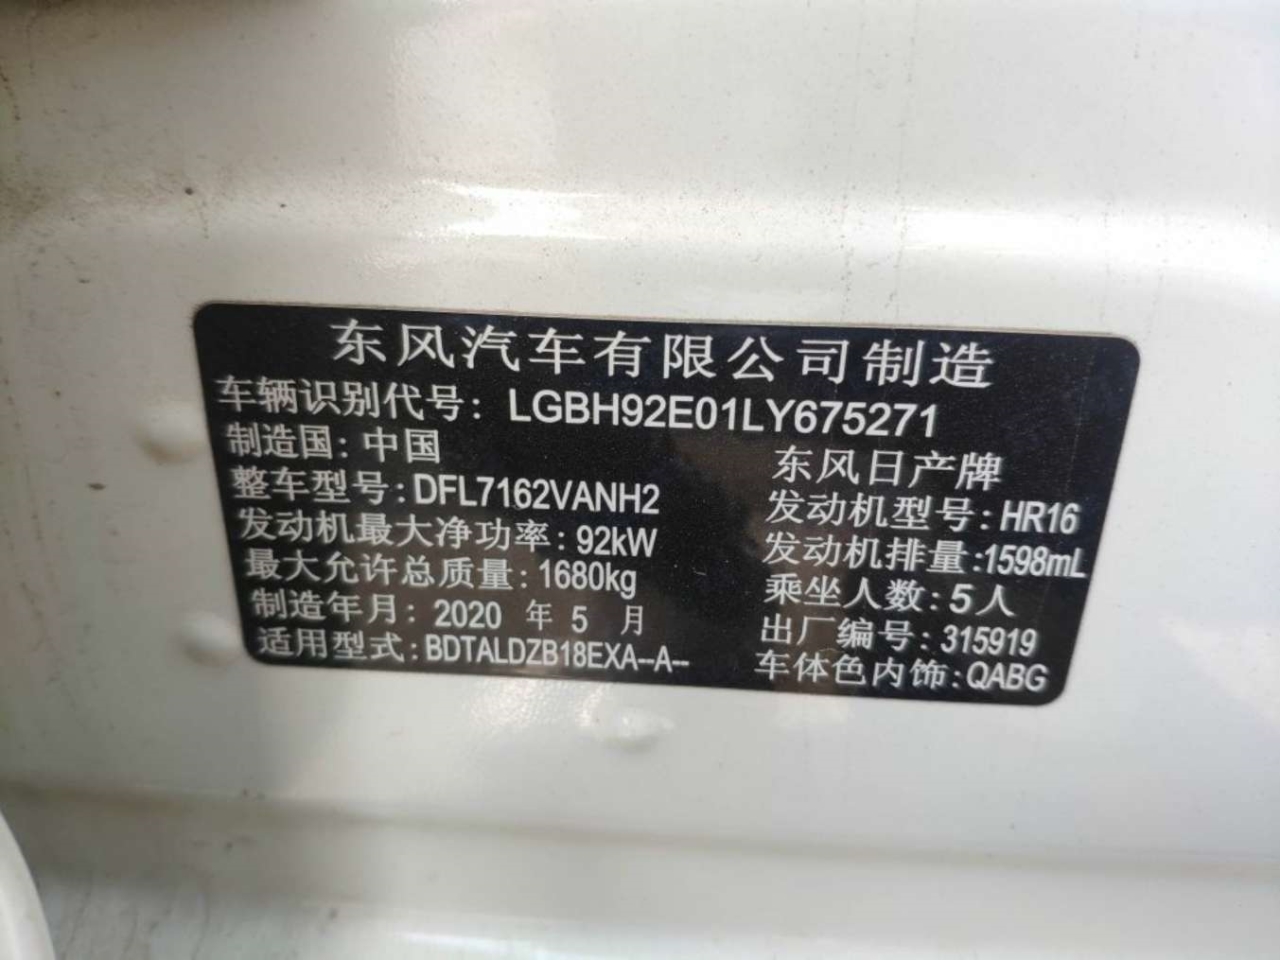 东风汽车有限公司制造
车辆识别代号：LGBH92E01LY675271
制造国：中国 东风日产牌
整车型号：DFL7162VANH2 发动机型号：HR16
发动机最大净功率：92kW 发动机排量：1598mL
最大允许总质量：1680kg 乘坐人数：5人
制造年月：2020 年 5 月 出厂编号：315919
适用型式：BDTALDZB18EXA--A-- 车体色内饰：QABG